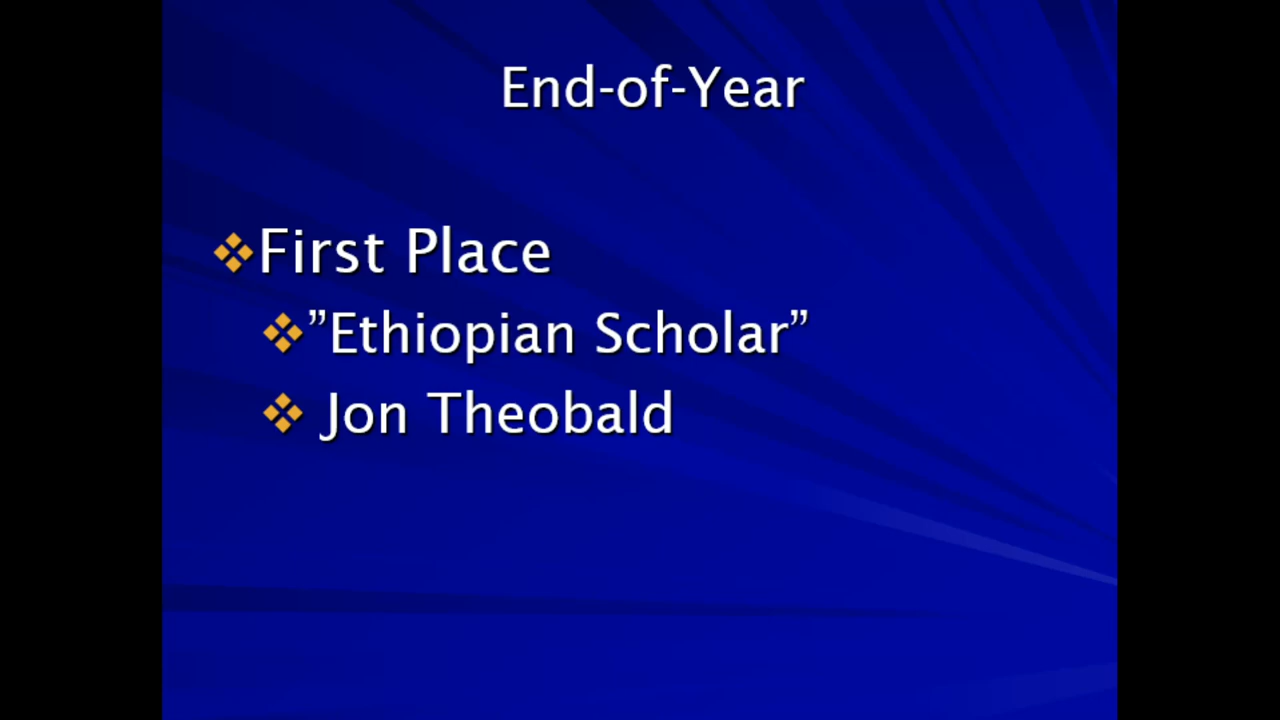 End-of-Year
❖First Place
❖”Ethiopian Scholar”
❖ Jon Theobald